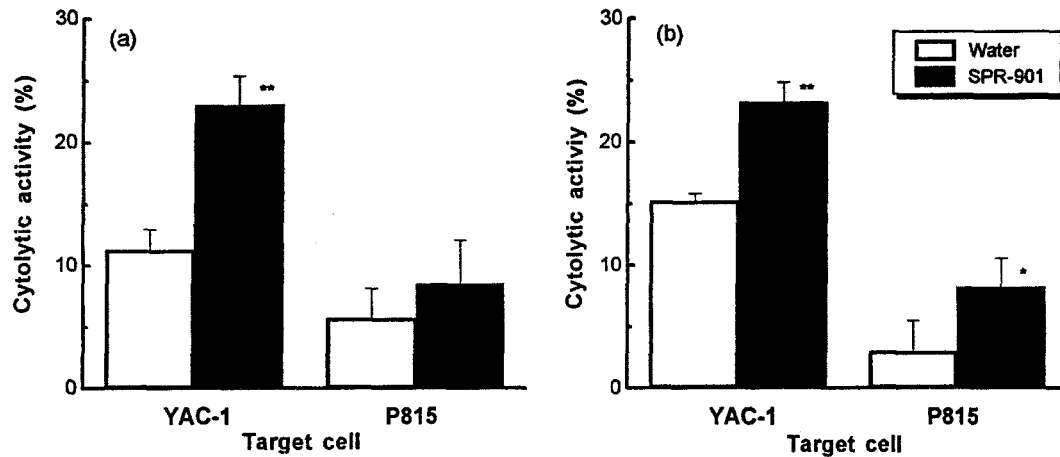 (a)
30
20
10
0
Cytolytic activity (%)
**
YAC-1 P815
Target cell
(b)
30
20
10
0
Cytolytic activiy (%)
**
*
YAC-1 P815
Target cell
Water
SPR-901